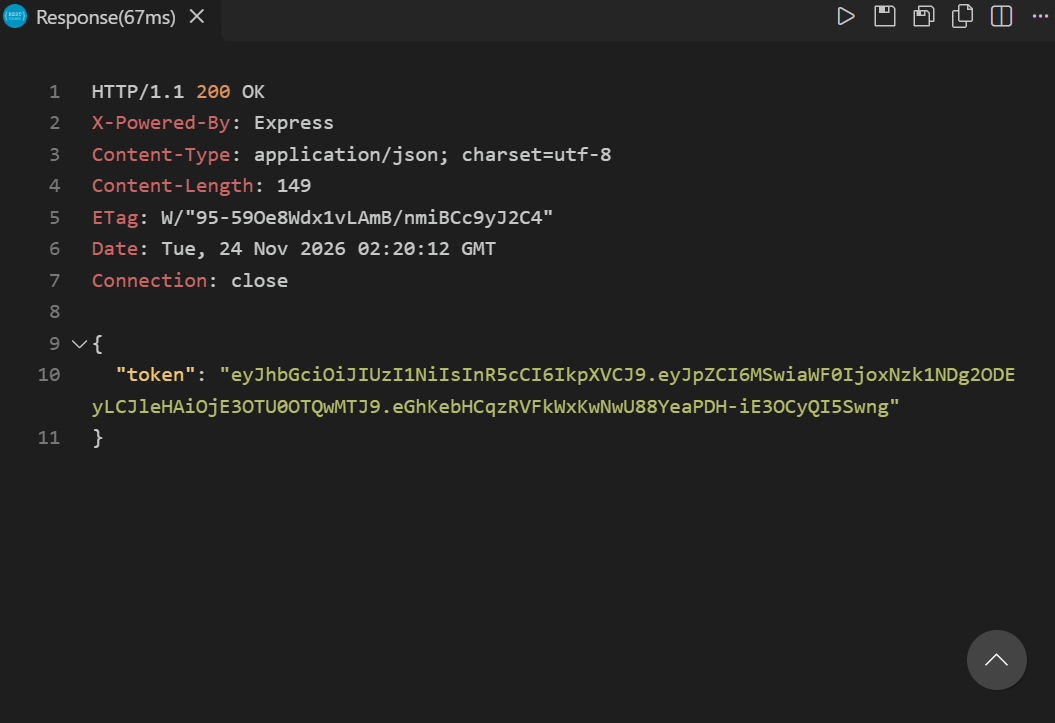 Response(67ms)
1 HTTP/1.1 200 OK
2 X-Powered-By: Express
3 Content-Type: application/json; charset=utf-8
4 Content-Length: 149
5 ETag: W/"95-59Oe8Wdx1vLAmB/nmiBCc9yJ2C4"
6 Date: Tue, 24 Nov 2026 02:20:12 GMT
7 Connection: close
8
9 {
10 "token": "eyJhbGciOiJIUzI1NiIsInR5cCI6IkpXVCJ9.eyJpZCI6MSwiaWF0IjoxNzk1NDg2ODE
yLCJleHAiOjE3OTU0OTQwMTJ9.eGhKebHCqzRVFkWxKwNwU88YeaPDH-iE3OCyQI5Swng"
11 }